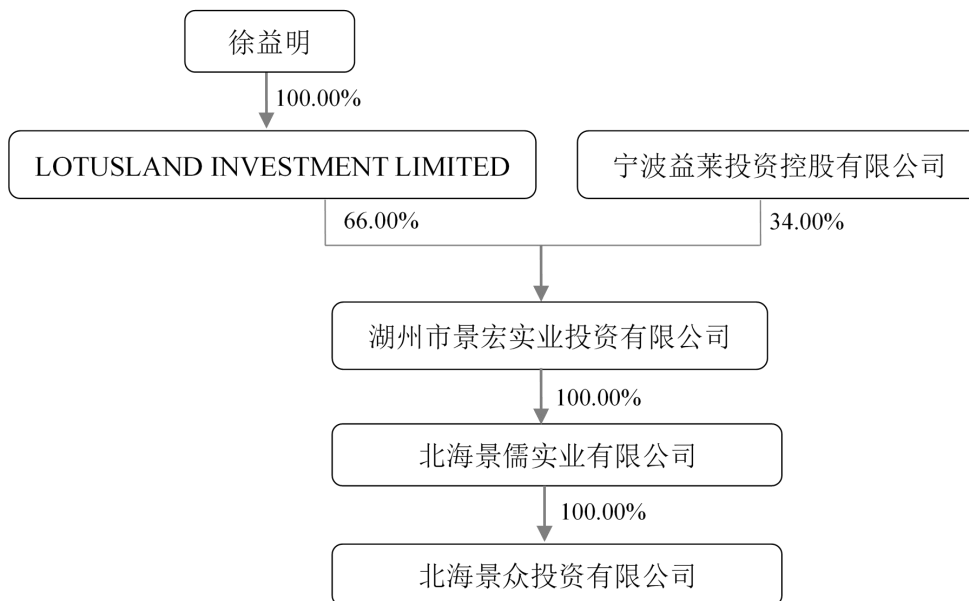 徐益明
100.00%
LOTUSLAND INVESTMENT LIMITED
宁波益莱投资控股有限公司
66.00%
34.00%
湖州市景宏实业投资有限公司
100.00%
北海景儒实业有限公司
100.00%
北海景众投资有限公司